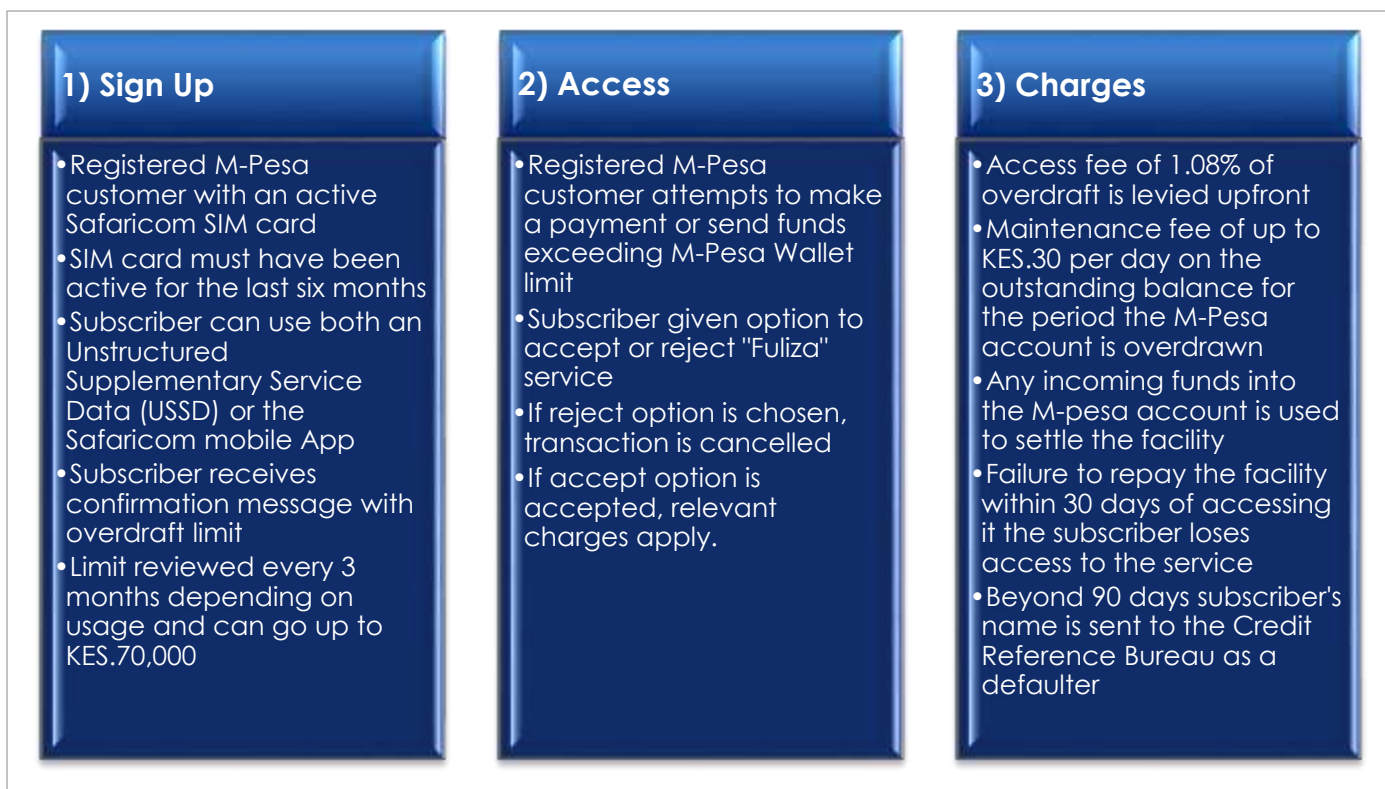 1) Sign Up
•Registered M-Pesa
customer with an active
Safaricom SIM card
•SIM card must have been
active for the last six months
•Subscriber can use both an
Unstructured
Supplementary Service
Data (USSD) or the
Safaricom mobile App
•Subscriber receives
confirmation message with
overdraft limit
•Limit reviewed every 3
months depending on
usage and can go up to
KES.70,000
2) Access
•Registered M-Pesa
customer attempts to make
a payment or send funds
exceeding M-Pesa Wallet
limit
•Subscriber given option to
accept or reject "Fuliza"
service
•If reject option is chosen,
transaction is cancelled
•If accept option is
accepted, relevant
charges apply.
3) Charges
•Access fee of 1.08% of
overdraft is levied upfront
•Maintenance fee of up to
KES.30 per day on the
outstanding balance for
the period the M-Pesa
account is overdrawn
•Any incoming funds into
the M-pesa account is used
to settle the facility
•Failure to repay the facility
within 30 days of accessing
it the subscriber loses
access to the service
•Beyond 90 days subscriber's
name is sent to the Credit
Reference Bureau as a
defaulter